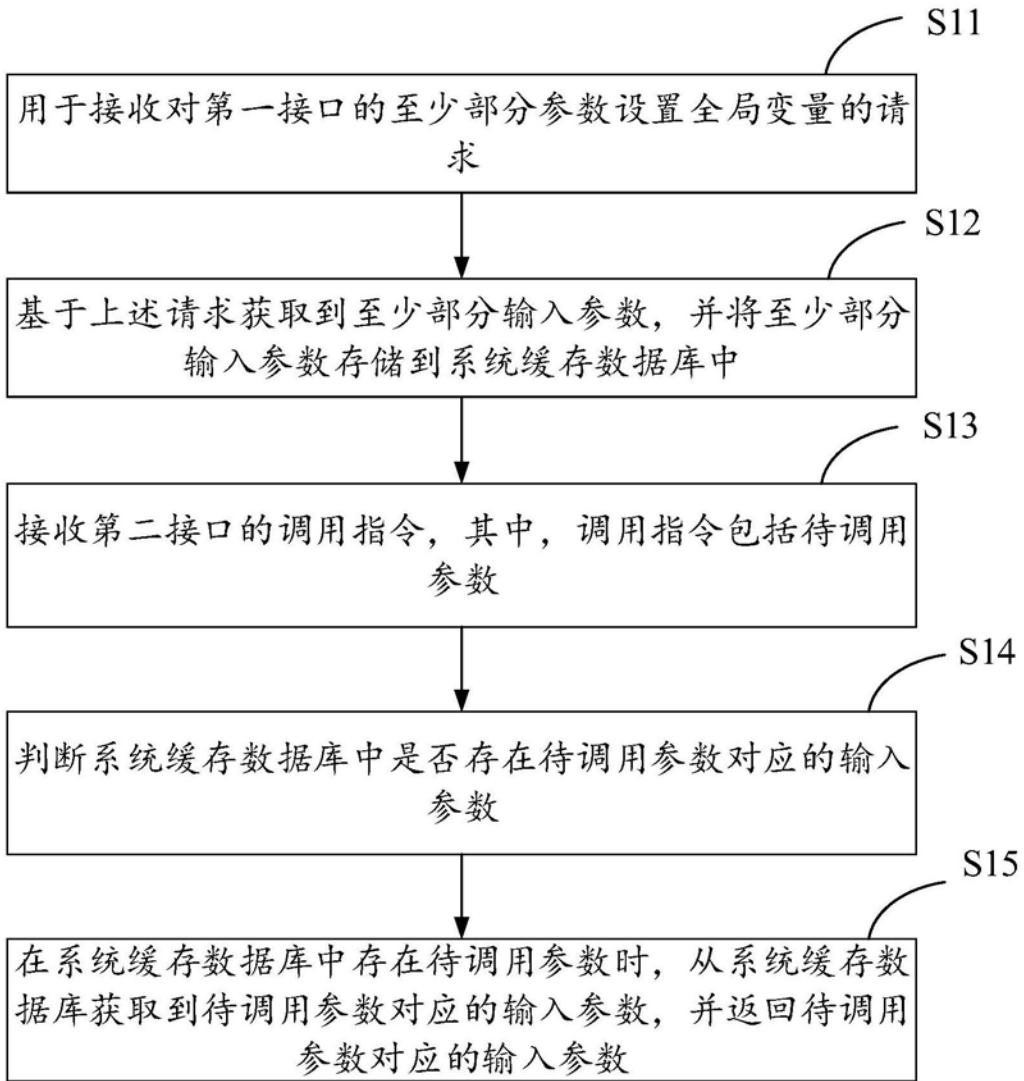 S11
用于接收对第一接口的至少部分参数设置全局变量的请
求
S12
基于上述请求获取到至少部分输入参数，并将至少部分
输入参数存储到系统缓存数据库中
S13
接收第二接口的调用指令，其中，调用指令包括待调用
参数
S14
判断系统缓存数据库中是否存在待调用参数对应的输入
参数
S15
在系统缓存数据库中存在待调用参数时，从系统缓存数
据库获取到待调用参数对应的输入参数，并返回待调用
参数对应的输入参数